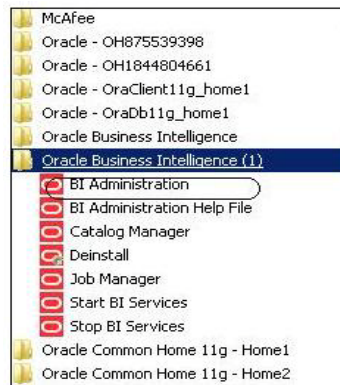 McAfee
Oracle - OH875539398
Oracle - OH1844804661
Oracle - OraClient11g_home1
Oracle - OraDb11g_home1
Oracle Business Intelligence
Oracle Business Intelligence (1)
BI Administration
BI Administration Help File
Catalog Manager
Deinstall
Job Manager
Start BI Services
Stop BI Services
Oracle Common Home 11g - Home1
Oracle Common Home 11g - Home2